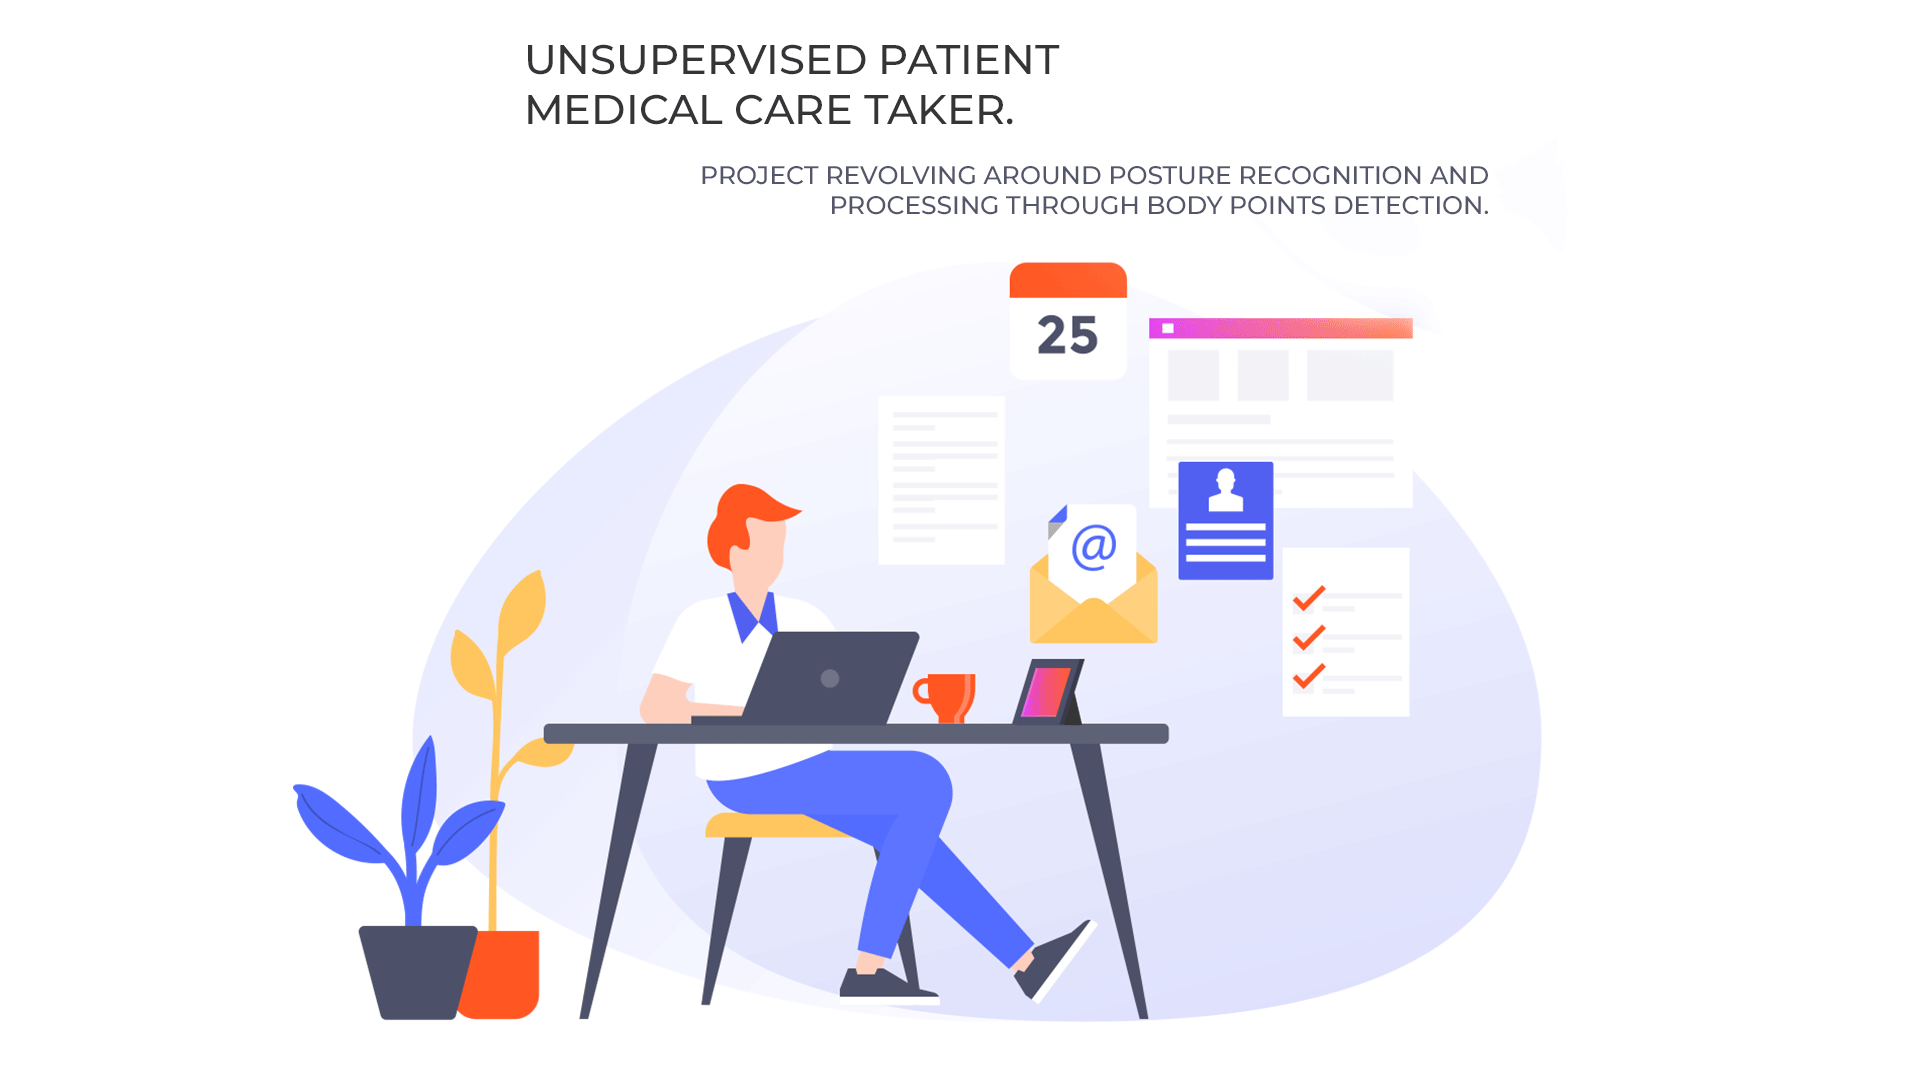 UNSUPERVISED PATIENT
MEDICAL CARE TAKER.
PROJECT REVOLVING AROUND POSTURE RECOGNITION AND
PROCESSING THROUGH BODY POINTS DETECTION.
25
@